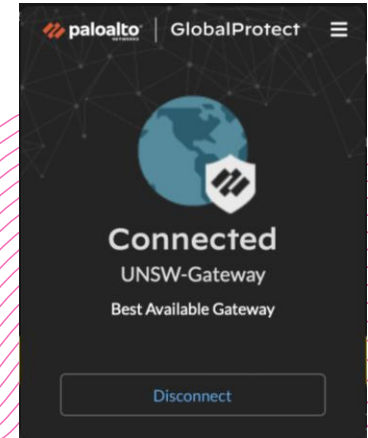 paloalto NETWORKS | GlobalProtect
Connected
UNSW-Gateway
Best Available Gateway
Disconnect